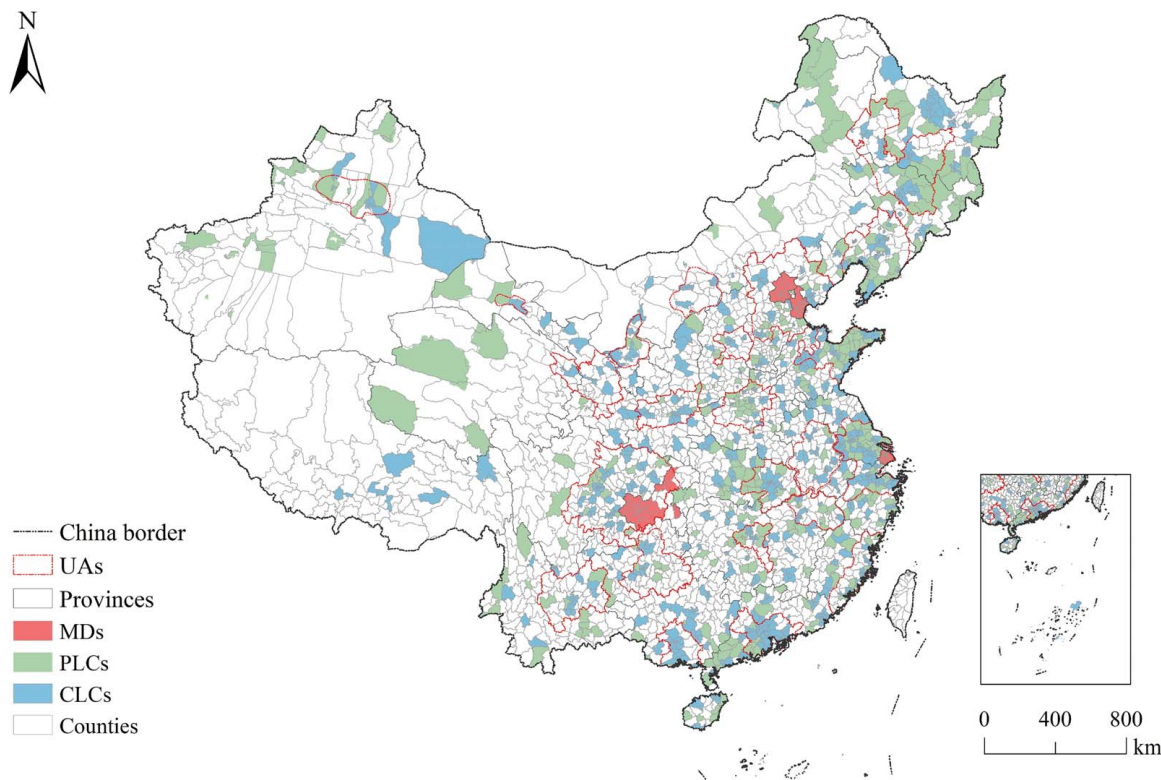 N
China border
UAs
Provinces
MDs
PLCs
CLCs
Counties
0 400 800
km